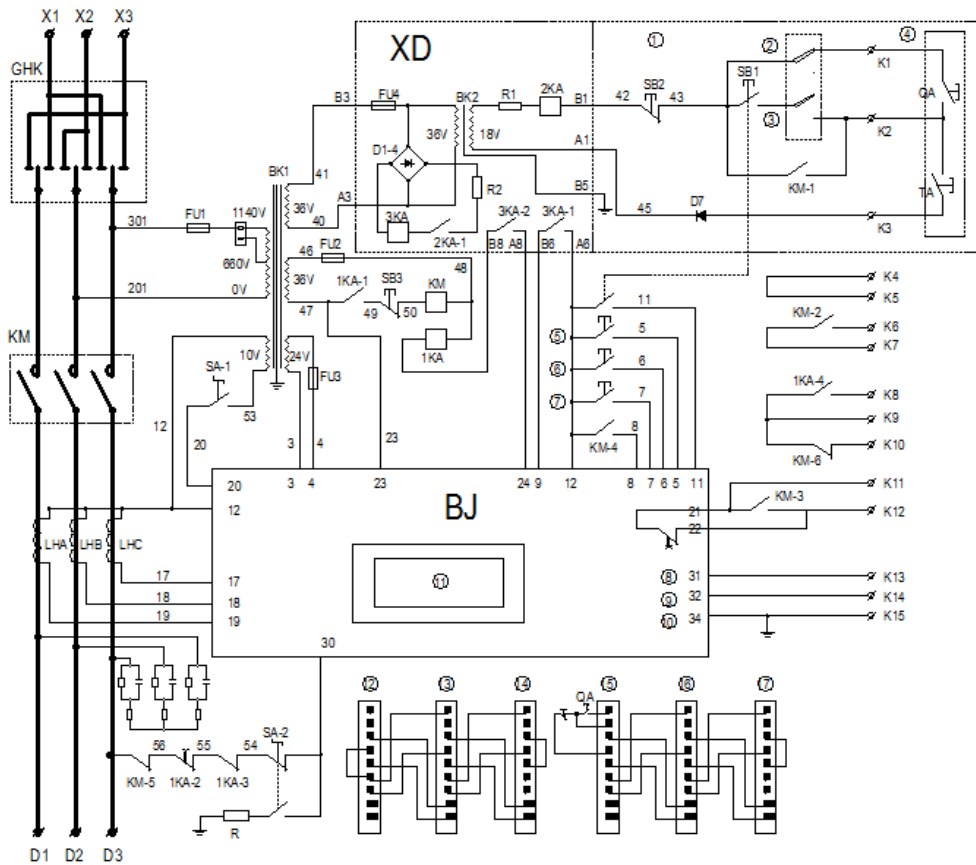 X1 X2 X3
GHK
XD
①
②
④
B3 FU4
BK2 R1 2KA B1 42 SB2 43 SB1 K1
QA
36V 18V
③
K2
A1
D1-4
BK1
41
36V
40 A3
R2
B5
KM-1
TA
3KA
2KA-1
3KA-2 3KA-1
45 D7 K3
B8 A8 B6 A6
301 FU1 1140V
660V
201 0V
46 FU2
36V
47 1KA-1 SB3 KM 48
49 50
1KA
K4
K5
KM-2 K6
K7
11
⑤ 5
⑥ 6
⑦ 7
8
KM-4
KM
SA-1 10V 24V FU3
53
12 20 3 4 23
1KA-4 K8
K9
K10
KM-6
20 3 4 23 24 9 12 8 7 6 5 11
12
BJ
21 KM-3 K11
22 K12
LHA LHB LHC
17 17
18 18
19 19
⑪
⑧ 31 K13
⑨ 32 K14
⑩ 34 K15
30
⑫ ⑬ ⑭ QA ⑮ ⑯ ⑰
56 55 54 SA-2
KM-5 1KA-2 1KA-3
R
D1 D2 D3